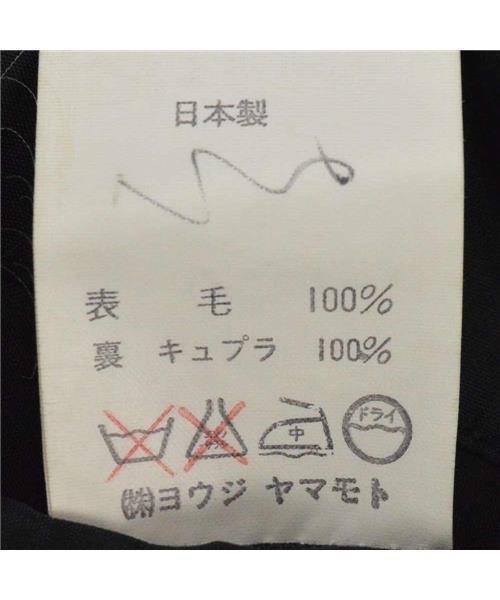 日本製
表 毛 100%
裏 キュプラ 100%
中 ドライ
㈱ヨウジ ヤマモト